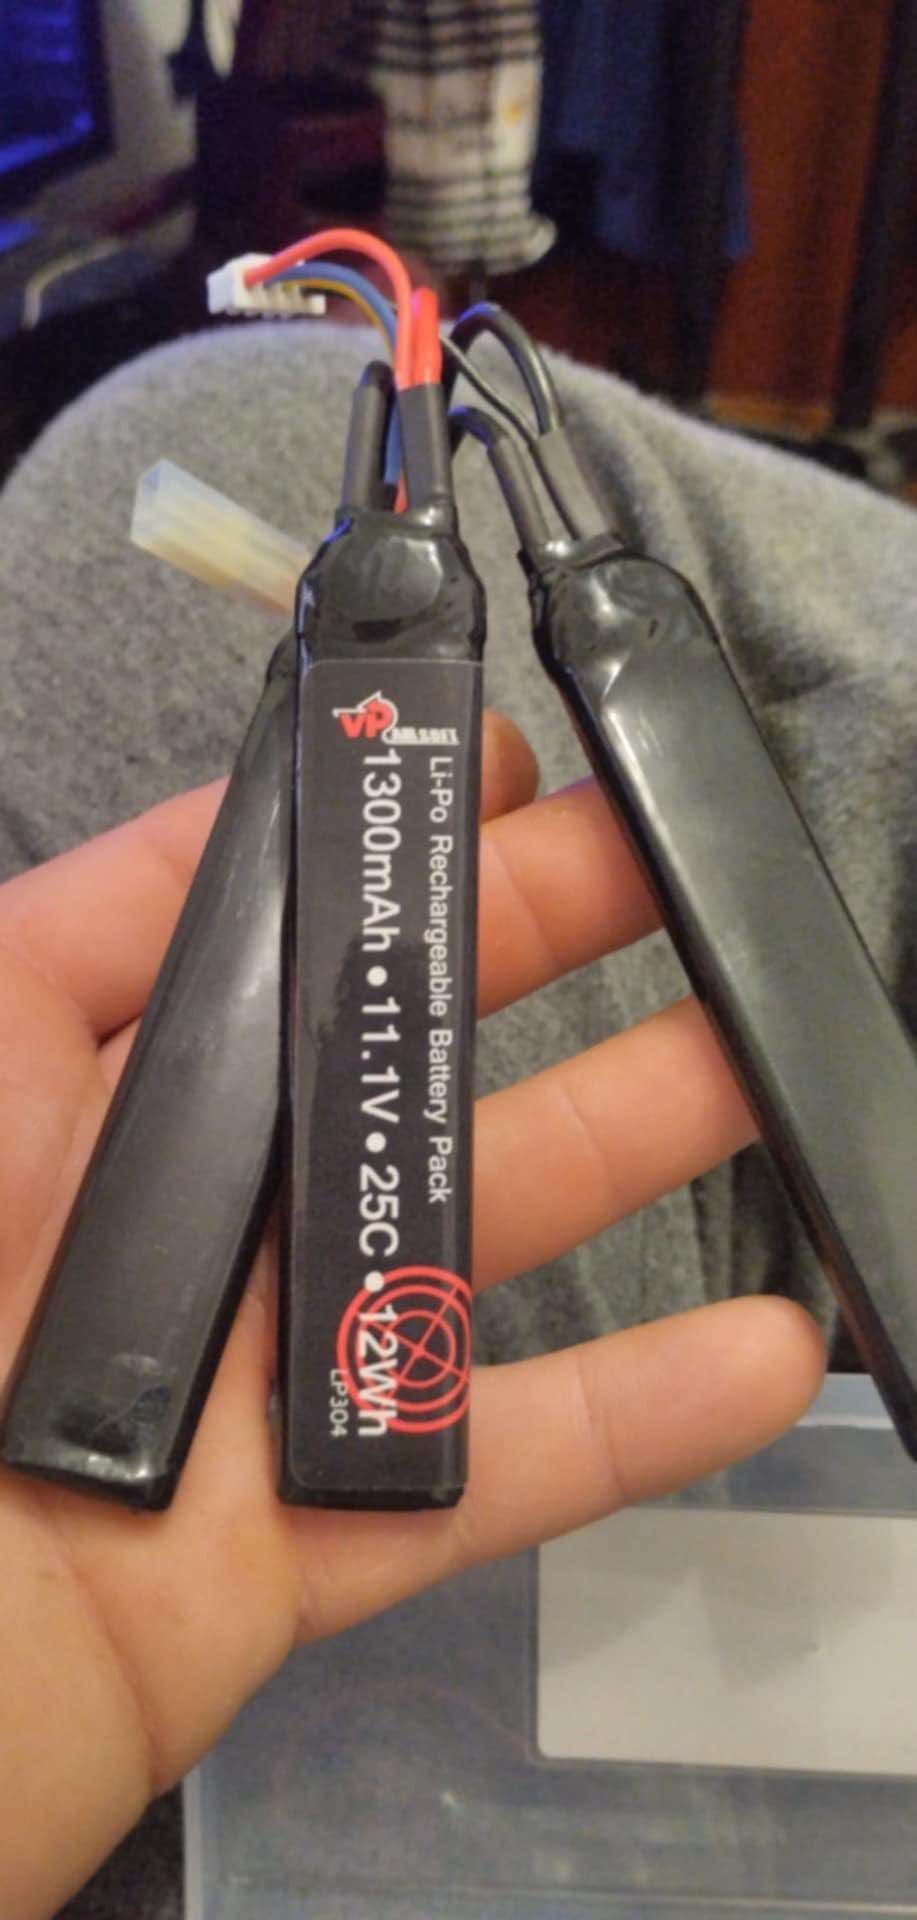 VP AIRSOFT
Li-Po Rechargeable Battery Pack
1300mAh • 11.1V • 25C • 12Wh
LP304